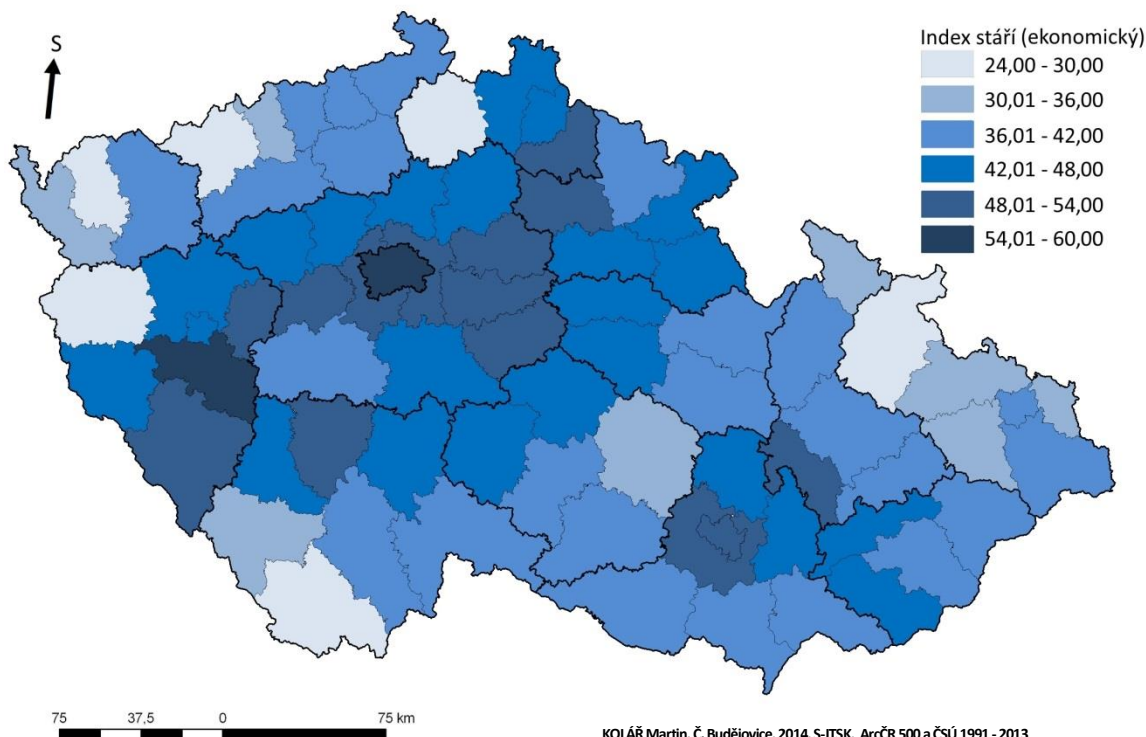 S
Index stáří (ekonomický)
24,00 - 30,00
30,01 - 36,00
36,01 - 42,00
42,01 - 48,00
48,01 - 54,00
54,01 - 60,00
75 37,5 0 75 km
KOLÁŘ Martin, Č. Budějovice, 2014, S-JTSK, ArcČR 500 a ČSÚ 1991 - 2013